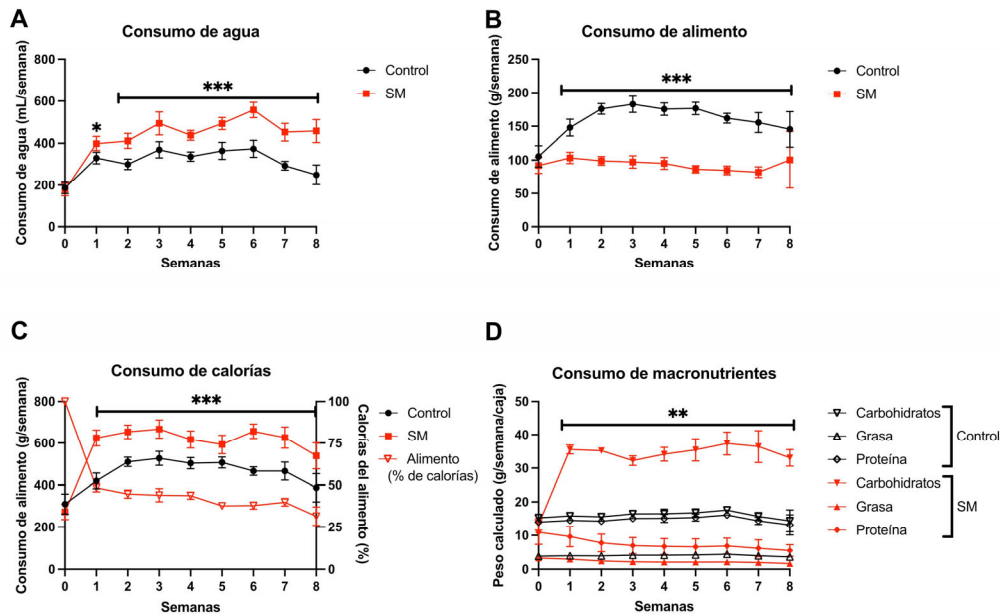 A
Consumo de agua
Consumo de agua (mL/semana)
800
600
400
200
0
***
*
0 1 2 3 4 5 6 7 8
Semanas
Control
SM
B
Consumo de alimento
Consumo de alimento (g/semana)
250
200
150
100
50
0
***
0 1 2 3 4 5 6 7 8
Semanas
Control
SM
C
Consumo de calorías
Consumo de alimento (g/semana)
800
600
400
200
0
***
100
75
50
25
0
Calorías del alimento (%)
0 1 2 3 4 5 6 7 8
Semanas
Control
SM
Alimento
(% de calorías)
D
Consumo de macronutrientes
Peso calculado (g/semana/caja)
50
40
30
20
10
0
**
0 1 2 3 4 5 6 7 8
Semanas
Carbohidratos
Grasa
Proteína
Control
Carbohidratos
Grasa
Proteína
SM